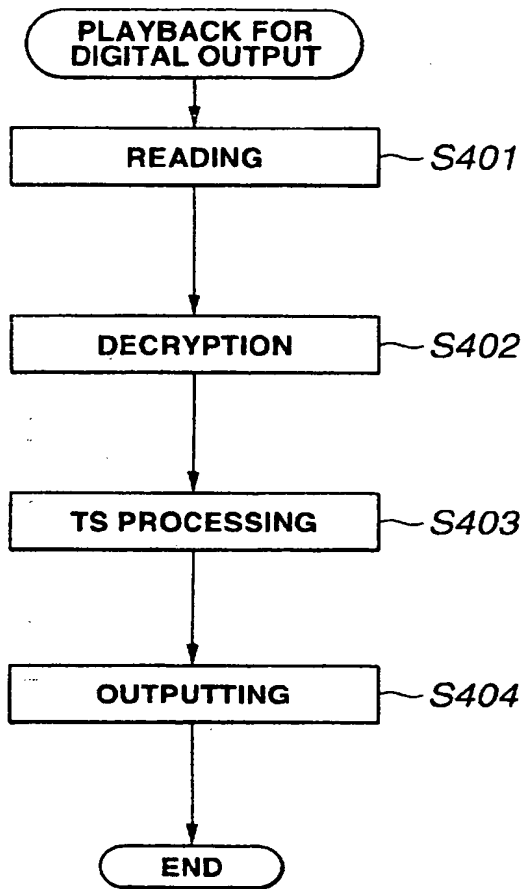 PLAYBACK FOR
DIGITAL OUTPUT
READING
S401
DECRYPTION
S402
TS PROCESSING
S403
OUTPUTTING
S404
END